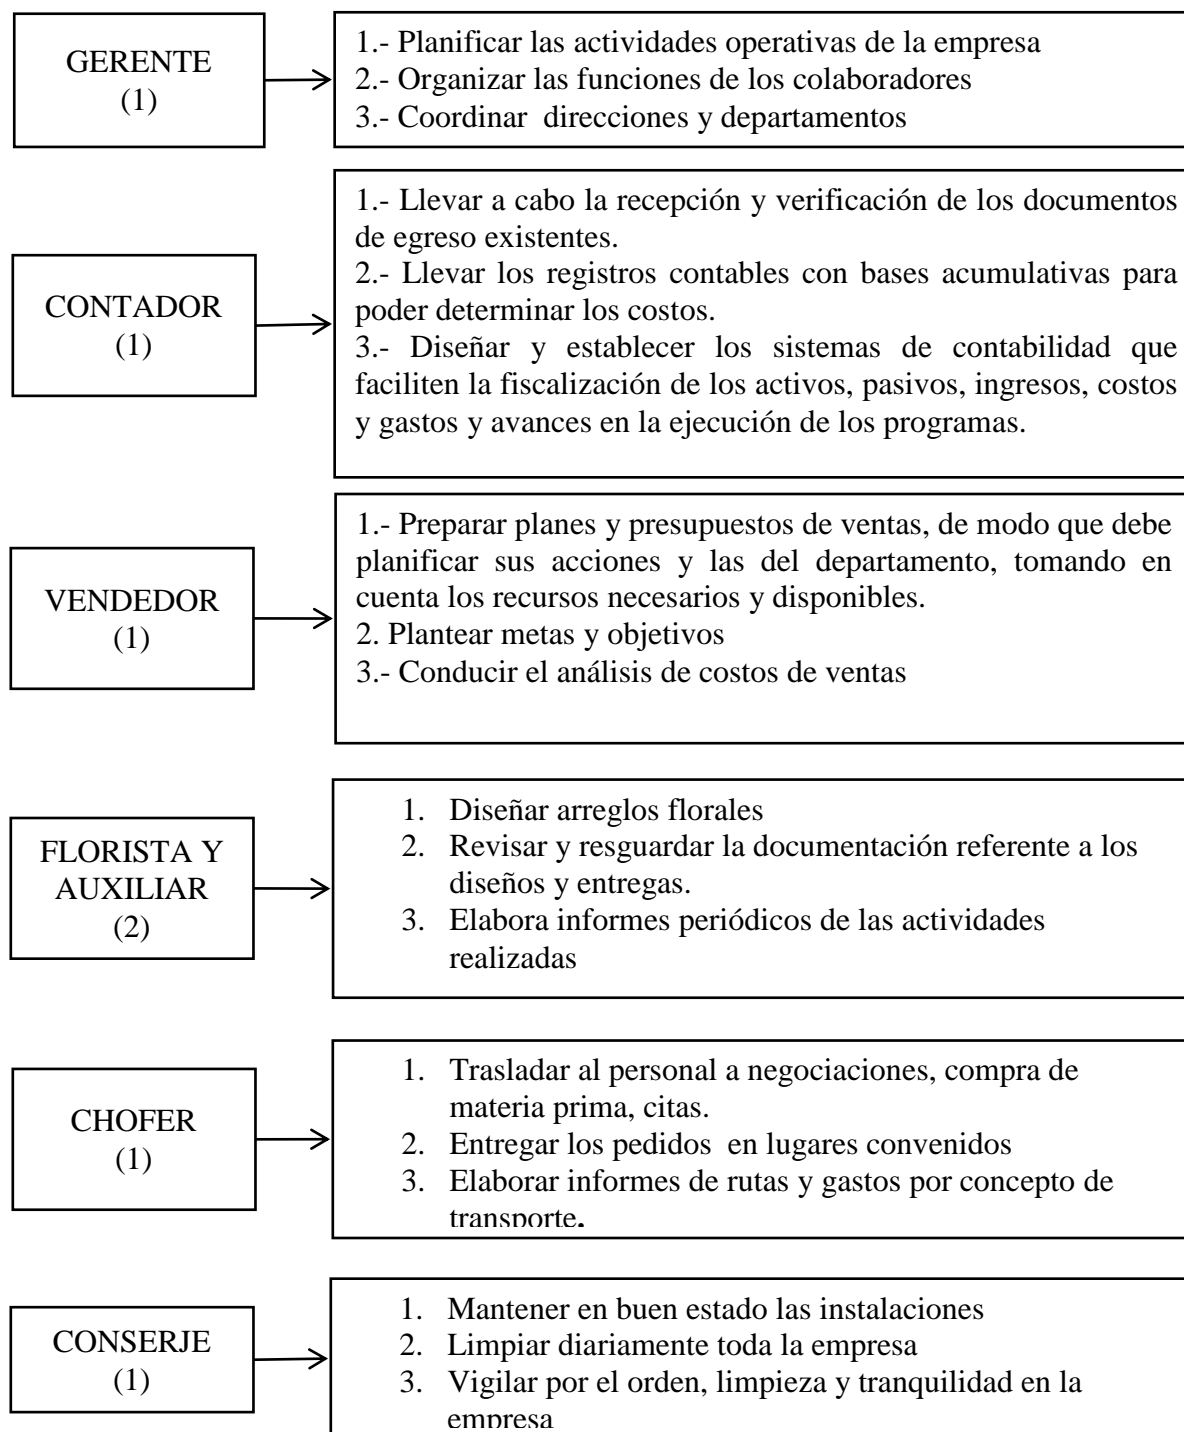 GERENTE
(1)
1.- Planificar las actividades operativas de la empresa
2.- Organizar las funciones de los colaboradores
3.- Coordinar  direcciones y departamentos
CONTADOR
(1)
1.- Llevar a cabo la recepción y verificación de los documentos
de egreso existentes.
2.- Llevar los registros contables con bases acumulativas para
poder determinar los costos.
3.- Diseñar y establecer los sistemas de contabilidad que
faciliten la fiscalización de los activos, pasivos, ingresos, costos
y gastos y avances en la ejecución de los programas.
VENDEDOR
(1)
1.- Preparar planes y presupuestos de ventas, de modo que debe
planificar sus acciones y las del departamento, tomando en
cuenta los recursos necesarios y disponibles.
2. Plantear metas y objetivos
3.- Conducir el análisis de costos de ventas
FLORISTA Y
AUXILIAR
(2)
1. Diseñar arreglos florales
2. Revisar y resguardar la documentación referente a los
diseños y entregas.
3. Elabora informes periódicos de las actividades
realizadas
CHOFER
(1)
1. Trasladar al personal a negociaciones, compra de
materia prima, citas.
2. Entregar los pedidos  en lugares convenidos
3. Elaborar informes de rutas y gastos por concepto de
transporte.
CONSERJE
(1)
1. Mantener en buen estado las instalaciones
2. Limpiar diariamente toda la empresa
3. Vigilar por el orden, limpieza y tranquilidad en la
empresa